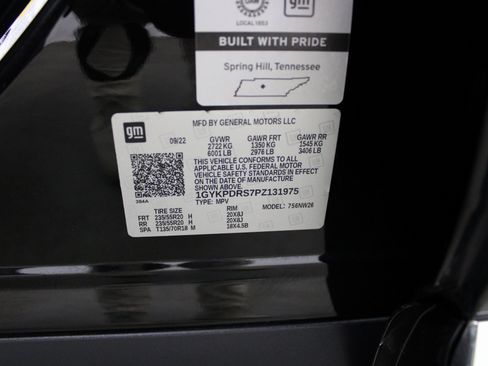 UAW
LOCAL 1853
gm
BUILT WITH PRIDE
Spring Hill, Tennessee
gm
MFD BY GENERAL MOTORS LLC
09/22 GVWR GAWR FRT GAWR RR
2722 KG 1350 KG 1545 KG
6001 LB 2976 LB 3406 LB
THIS VEHICLE CONFORMS TO ALL
APPLICABLE U.S. FEDERAL MOTOR
VEHICLE SAFETY STANDARDS IN EFFECT
ON THE DATE OF MANUFACTURE
1GYKPDRS7PZ131975
TYPE: MPV MODEL: 756NW26
TIRE SIZE RIM
FRT 235/55R20 H 20X8J
RR 235/55R20 H 20X8J
SPA T135/70R18 M 18X4.5B